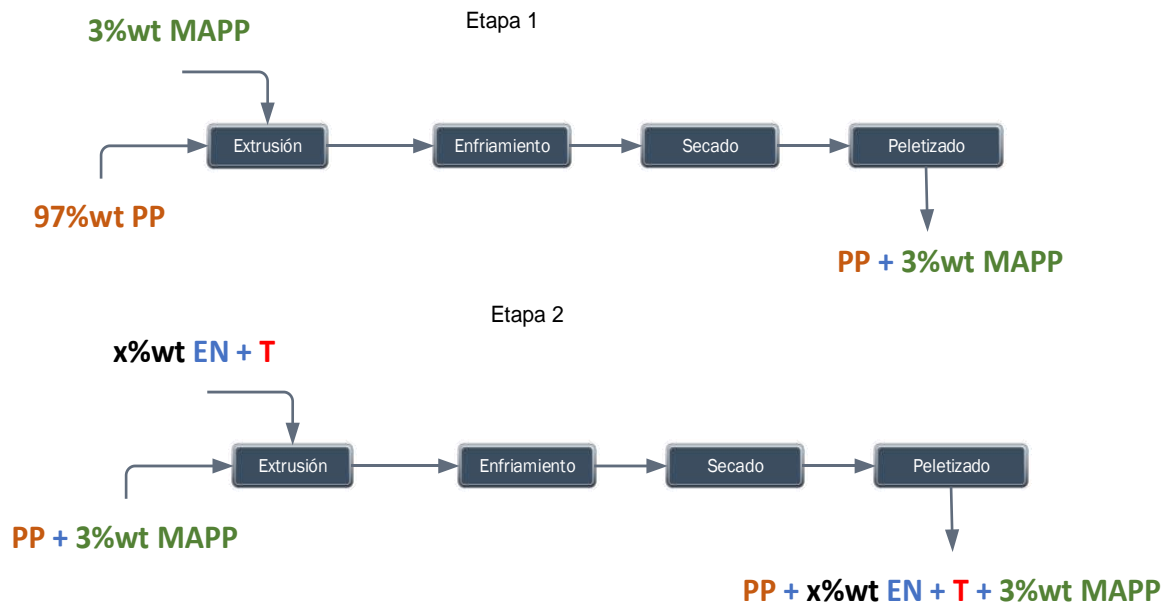 Etapa 1
3%wt MAPP
Extrusión
Enfriamiento
Secado
Peletizado
97%wt PP
PP + 3%wt MAPP
Etapa 2
x%wt EN + T
Extrusión
Enfriamiento
Secado
Peletizado
PP + 3%wt MAPP
PP + x%wt EN + T + 3%wt MAPP